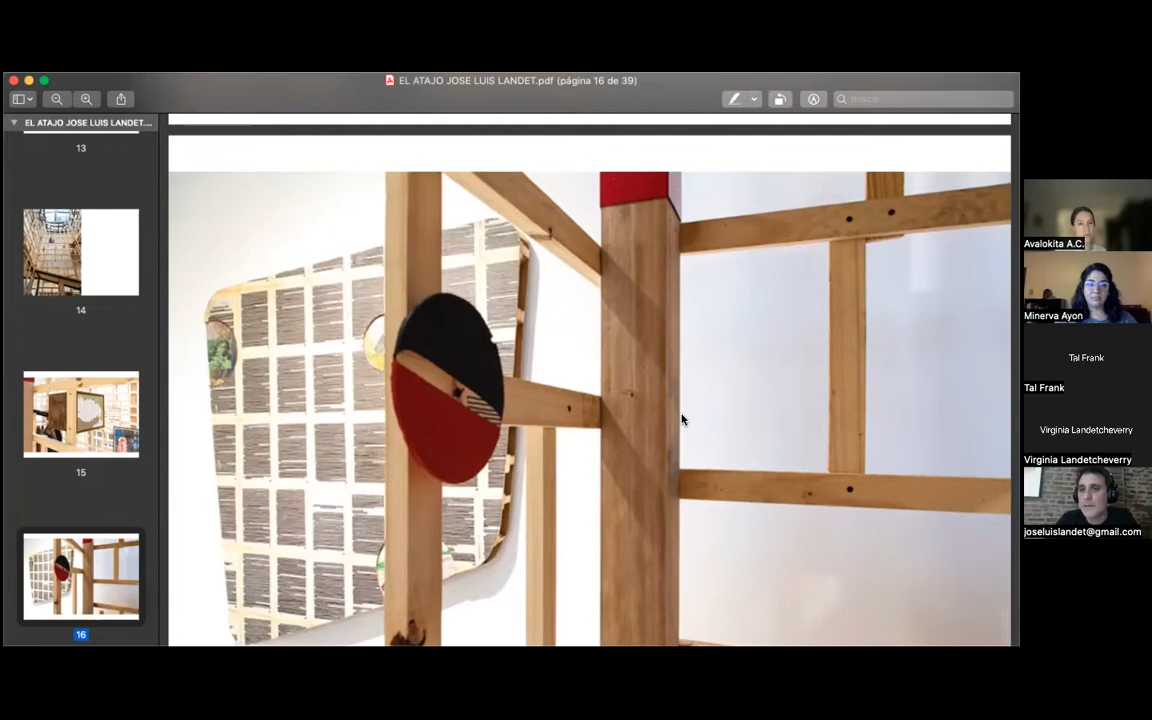 EL ATAJO JOSE LUIS LANDET.pdf (página 16 de 39)
Buscar
EL ATAJO JOSE LUIS LANDET....
13
14
15
16
Avalokita A.C.
Minerva Ayon
Tal Frank
Tal Frank
Virginia Landetcheverry
Virginia Landetcheverry
joseluislandet@gmail.com